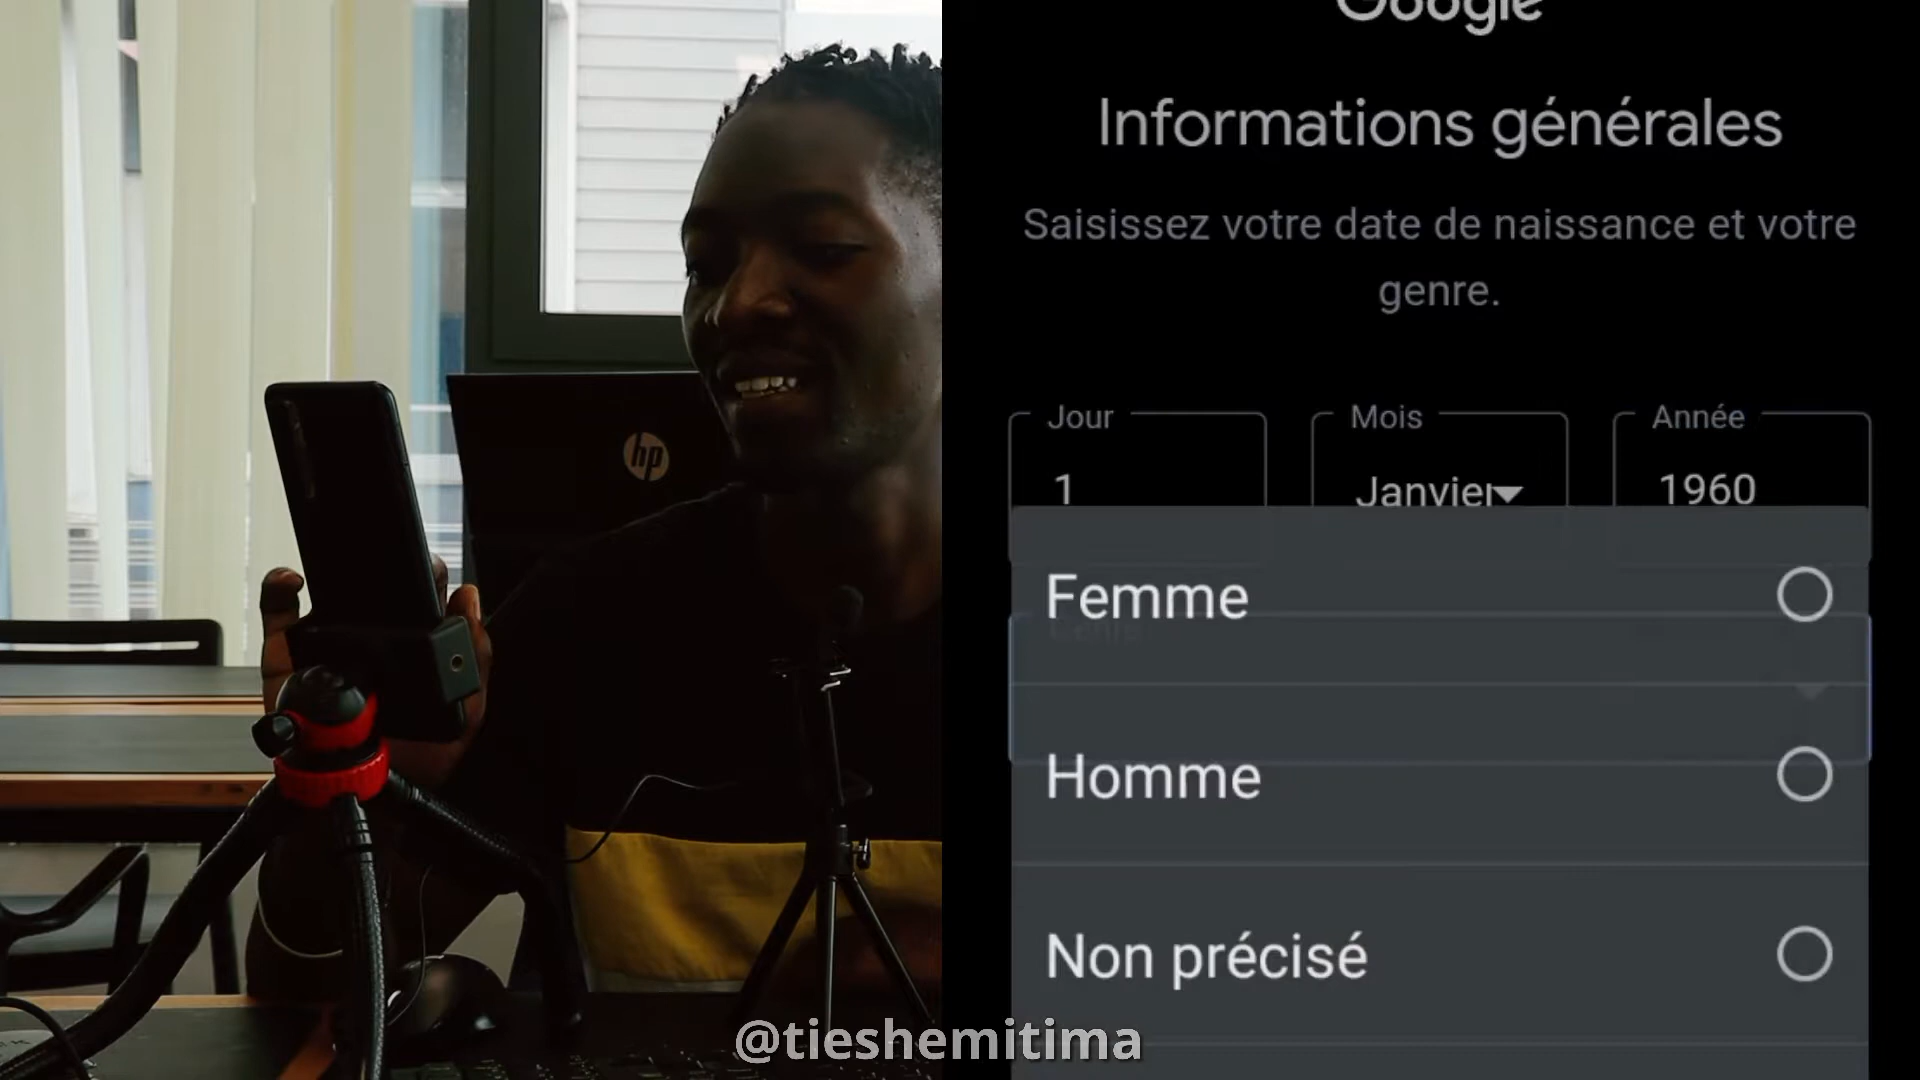 Google
Informations générales
Saisissez votre date de naissance et votre
genre.
Jour
Mois
Année
1
Janvier
1960
Femme
Homme
Non précisé
hp
@tieshemitima